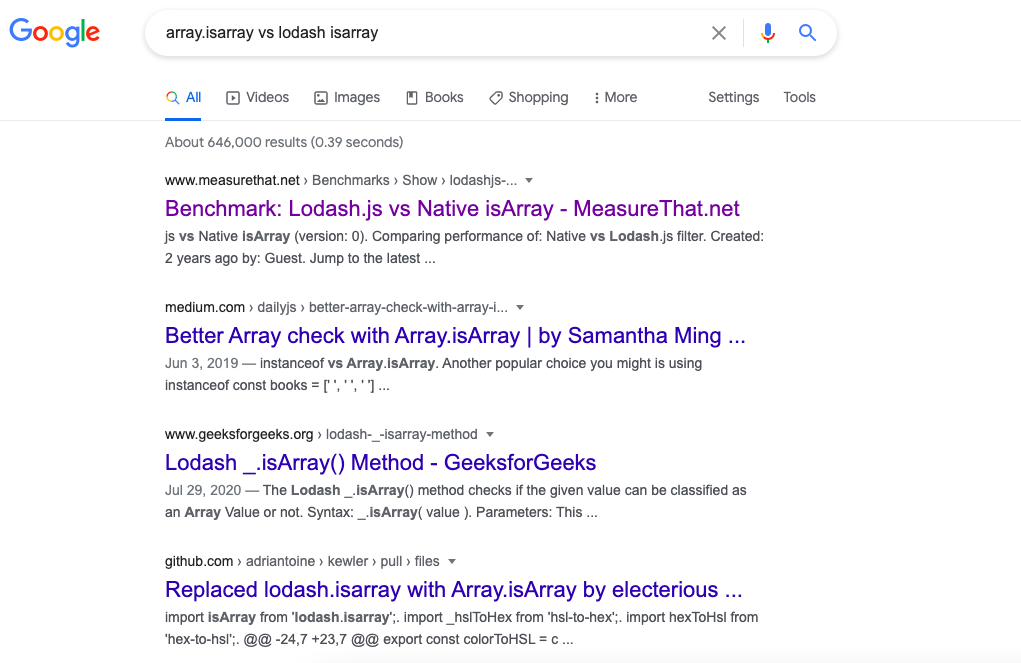 Google
array.isarray vs lodash isarray
All Videos Images Books Shopping More Settings Tools
About 646,000 results (0.39 seconds)
www.measurethat.net › Benchmarks › Show › lodashjs-...
Benchmark: Lodash.js vs Native isArray - MeasureThat.net
js vs Native isArray (version: 0). Comparing performance of: Native vs Lodash.js filter. Created:
2 years ago by: Guest. Jump to the latest ...
medium.com › dailyjs › better-array-check-with-array-i...
Better Array check with Array.isArray | by Samantha Ming ...
Jun 3, 2019 — instanceof vs Array.isArray. Another popular choice you might is using
instanceof const books = [' ', ' ', ' '] ...
www.geeksforgeeks.org › lodash-_-isarray-method
Lodash _.isArray() Method - GeeksforGeeks
Jul 29, 2020 — The Lodash _.isArray() method checks if the given value can be classified as
an Array Value or not. Syntax: _.isArray( value ). Parameters: This ...
github.com › adriantoine › kewler › pull › files
Replaced lodash.isarray with Array.isArray by electerious ...
import isArray from 'lodash.isarray';. import _hslToHex from 'hsl-to-hex';. import hexToHsl from
'hex-to-hsl';. @@ -24,7 +23,7 @@ export const colorToHSL = c ...